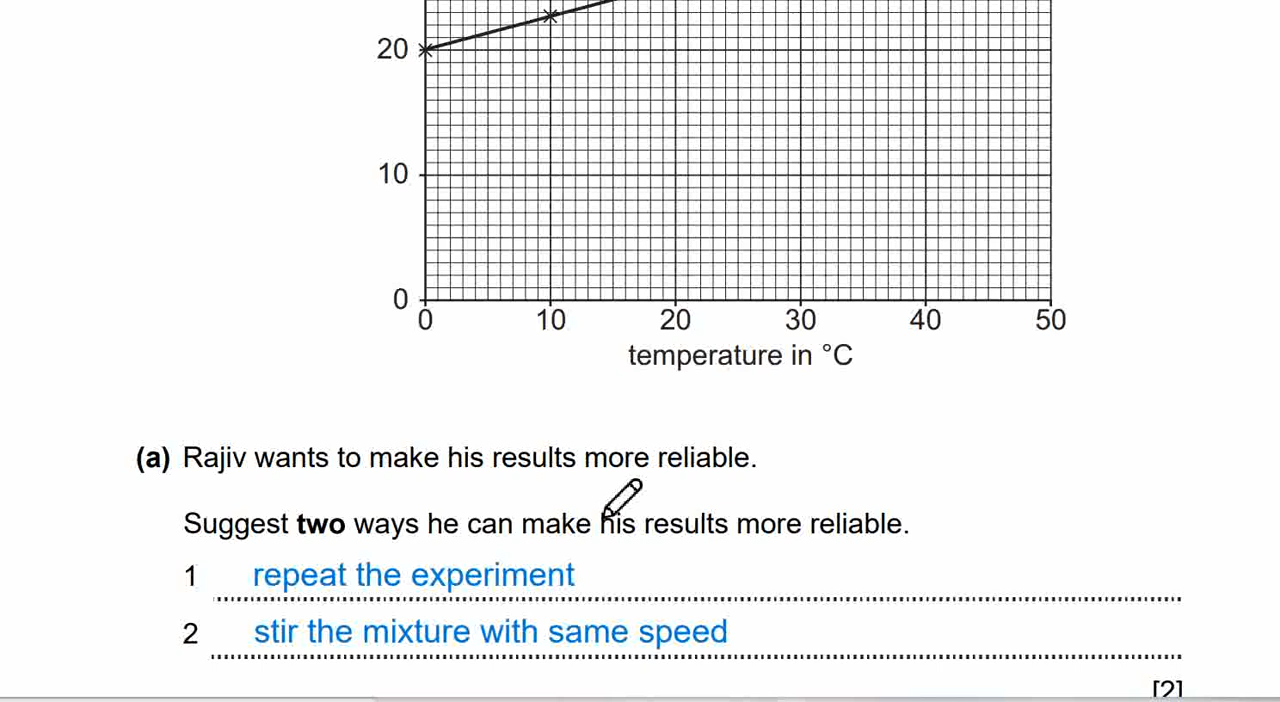 20
10
0
0 10 20 30 40 50
temperature in °C
(a) Rajiv wants to make his results more reliable.
Suggest two ways he can make his results more reliable.
1 repeat the experiment
2 stir the mixture with same speed
[2]